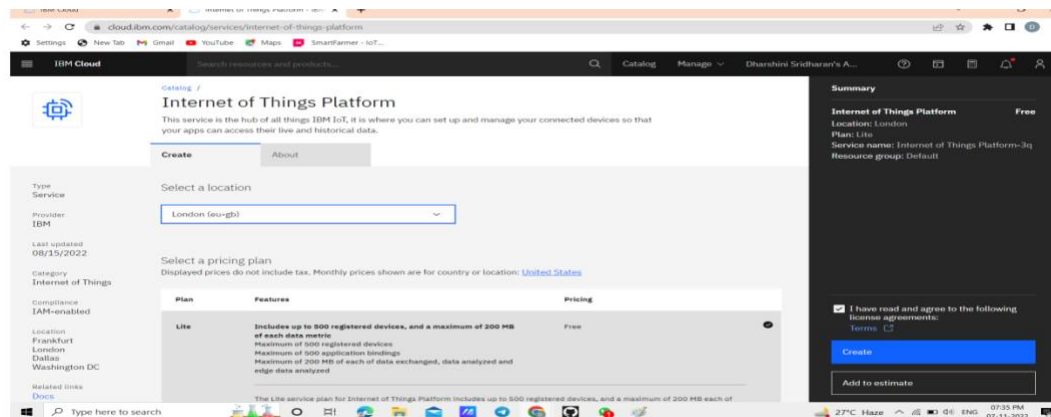 IBM Cloud
Internet of Things Platform - IBM
cloud.ibm.com/catalog/services/internet-of-things-platform
Settings New Tab Gmail YouTube Maps SmartFarmer - IoT...
IBM Cloud Search resources and products... Catalog Manage Dharshini Sridharan's A...
Catalog /
Internet of Things Platform
This service is the hub of all things IBM IoT, it is where you can set up and manage your connected devices so that
your apps can access their live and historical data.
Create About
Type
Service
Provider
IBM
Last updated
08/15/2022
Category
Internet of Things
Compliance
IAM-enabled
Location
Frankfurt
London
Dallas
Washington DC
Related links
Docs
Select a location
London (eu-gb)
Select a pricing plan
Displayed prices do not include tax. Monthly prices shown are for country or location: United States
Plan Features Pricing
Lite Includes up to 500 registered devices, and a maximum of 200 MB Free
of each data metric
Maximum of 500 registered devices
Maximum of 500 application bindings
Maximum of 200 MB of each of data exchanged, data analyzed and
edge data analyzed
The Lite service plan for Internet of Things Platform includes up to 500 registered devices, and a maximum of 200 MB each of
Summary
Internet of Things Platform Free
Location: London
Plan: Lite
Service name: Internet of Things Platform-3q
Resource group: Default
I have read and agree to the following
license agreements:
Terms
Create
Add to estimate
Type here to search 27°C Haze ENG 07:35 PM
07-11-2022